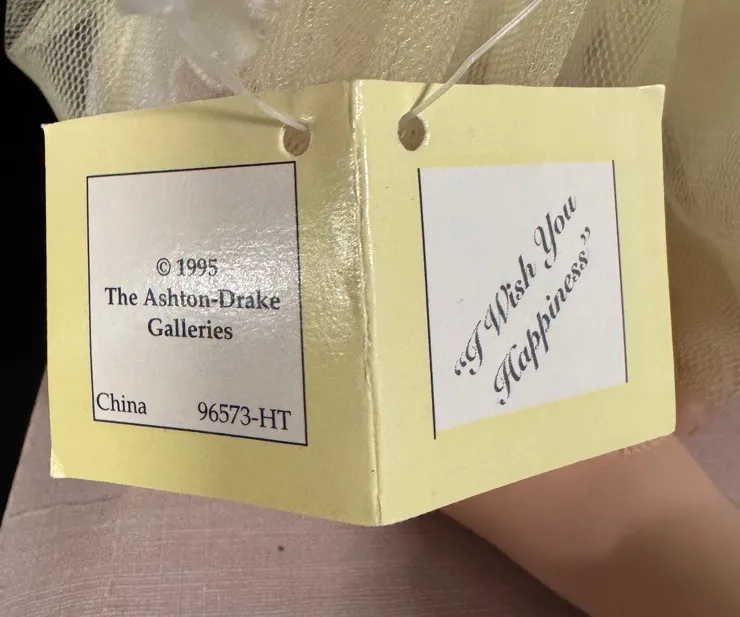 © 1995
The Ashton-Drake
Galleries
China 96573-HT
“I Wish You
Happiness”